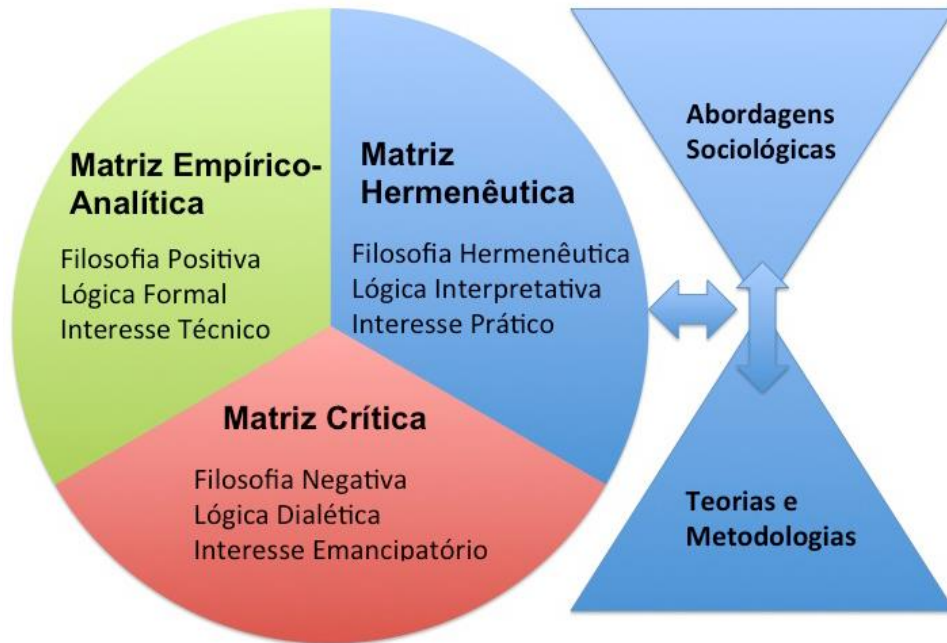 Matriz Empírico-
Analítica
Filosofia Positiva
Lógica Formal
Interesse Técnico
Matriz
Hermenêutica
Filosofia Hermenêutica
Lógica Interpretativa
Interesse Prático
Matriz Crítica
Filosofia Negativa
Lógica Dialética
Interesse Emancipatório
Abordagens
Sociológicas
Teorias e
Metodologias